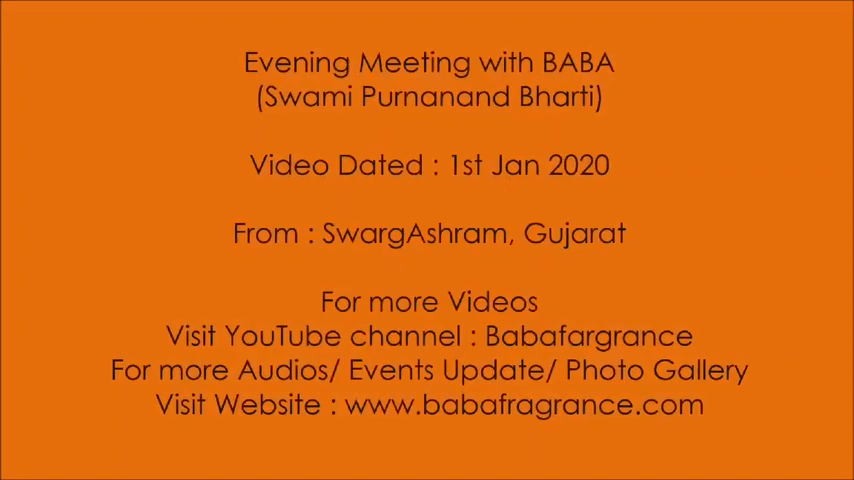 Evening Meeting with BABA
(Swami Purnanand Bharti)
Video Dated : 1st Jan 2020
From : SwargAshram, Gujarat
For more Videos
Visit YouTube channel : Babafargrance
For more Audios/ Events Update/ Photo Gallery
Visit Website : www.babafragrance.com